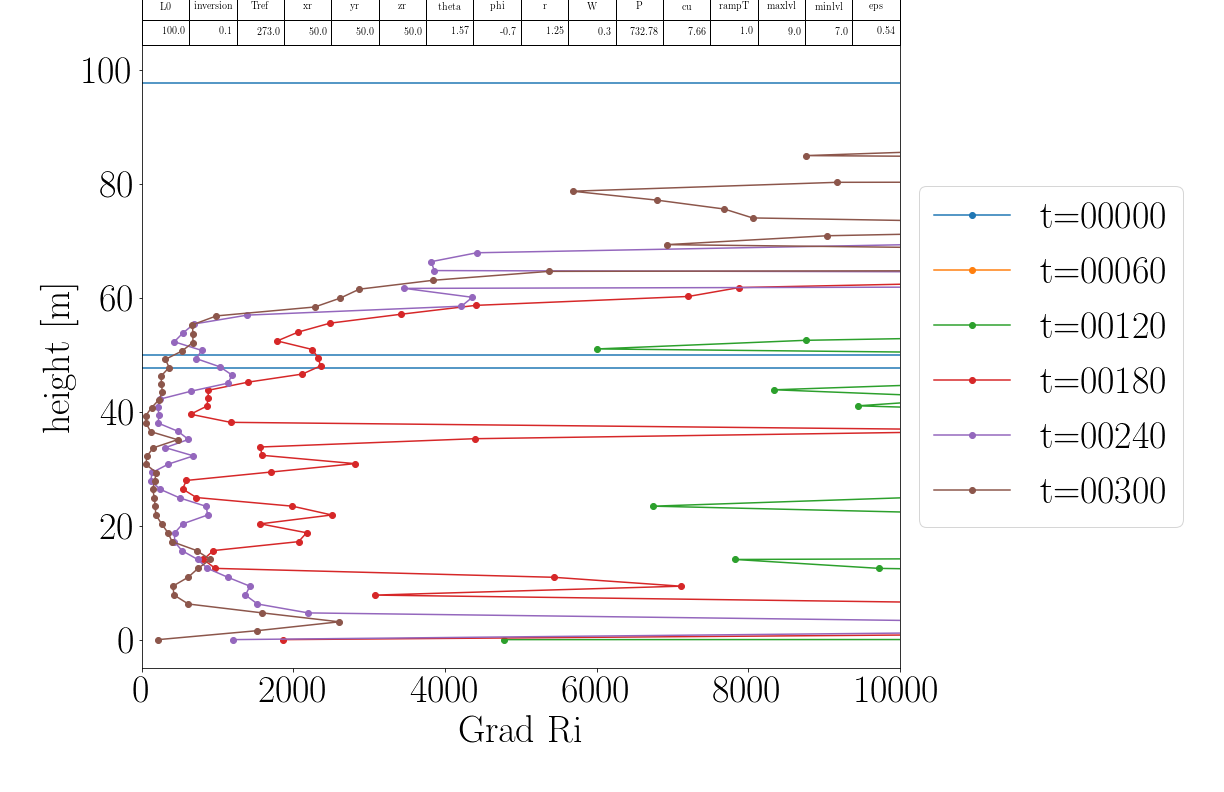 L0 inversion Tref xr yr zr theta phi r W P cu rampT maxlvl minlvl eps
100.0 0.1 273.0 50.0 50.0 50.0 1.57 -0.7 1.25 0.3 732.78 7.66 1.0 9.0 7.0 0.54
100
80
60
40
20
0
height [m]
0 2000 4000 6000 8000 10000
Grad Ri
t=00000
t=00060
t=00120
t=00180
t=00240
t=00300